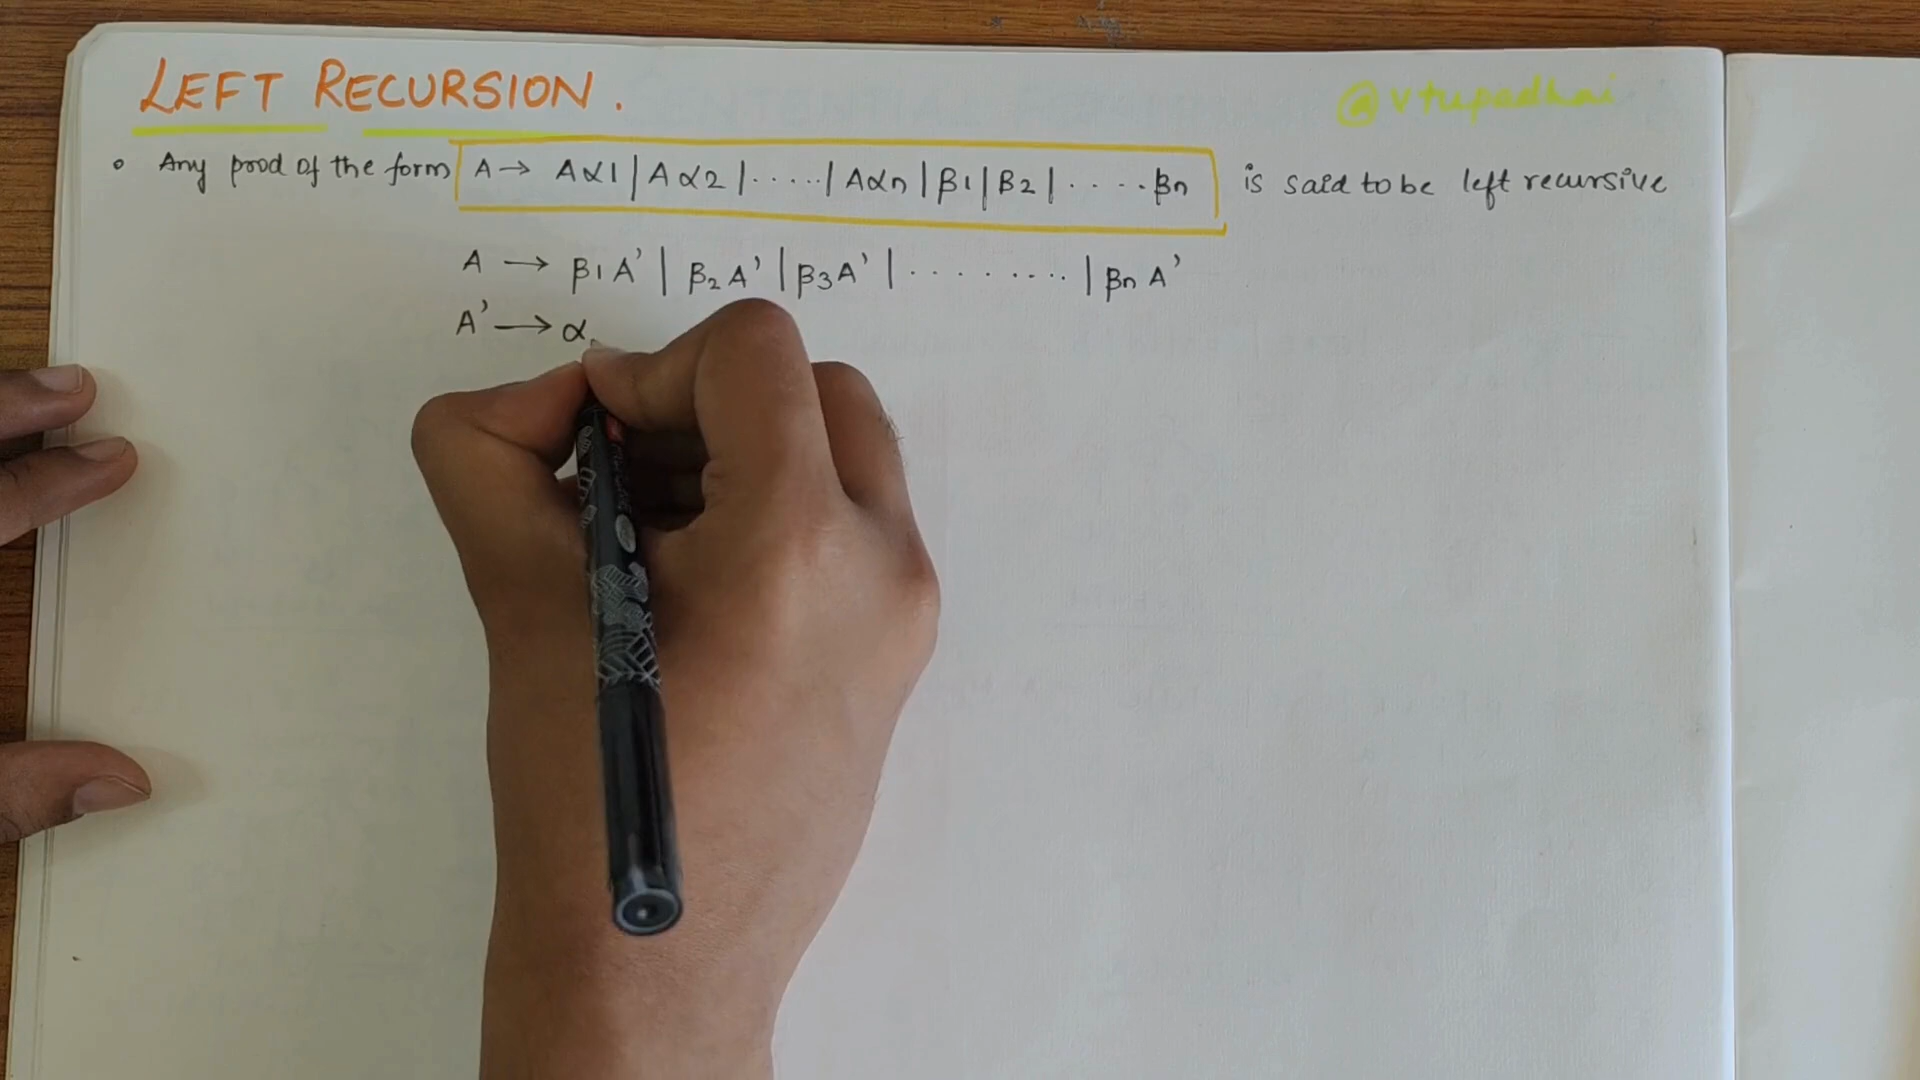 LEFT RECURSION.
@vtupadhai
◦ Any prod of the form A → Aα1 | Aα2 | ..... | Aαn | β1 | β2 | ..... βn is said to be left recursive
A → β1 A' | β2 A' | β3 A' | ......... | βn A'
A' → α